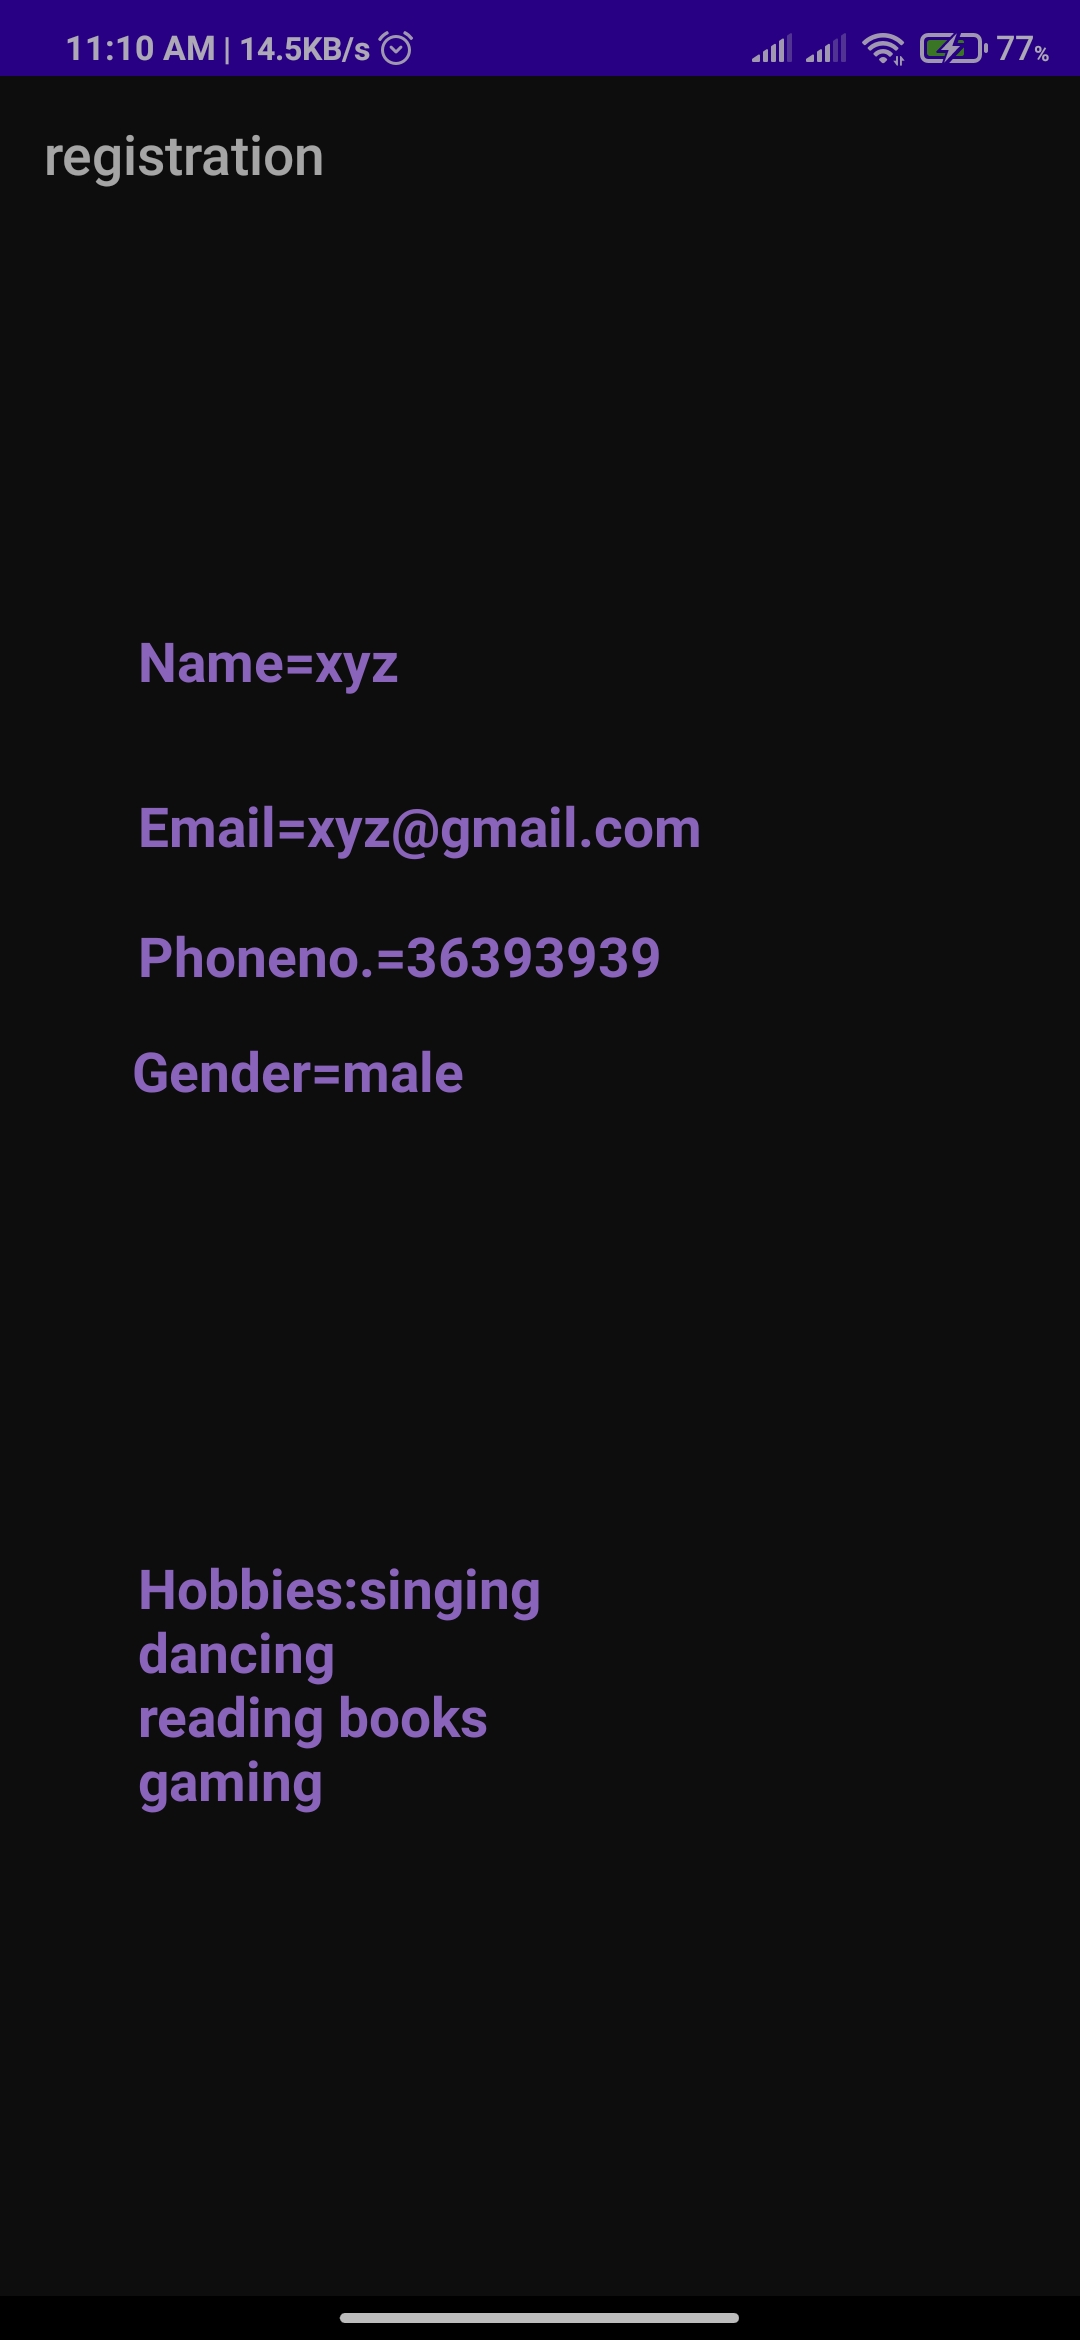 11:10 AM | 14.5KB/s 77%
registration
Name=xyz
Email=xyz@gmail.com
Phoneno.=36393939
Gender=male
Hobbies:singing
dancing
reading books
gaming